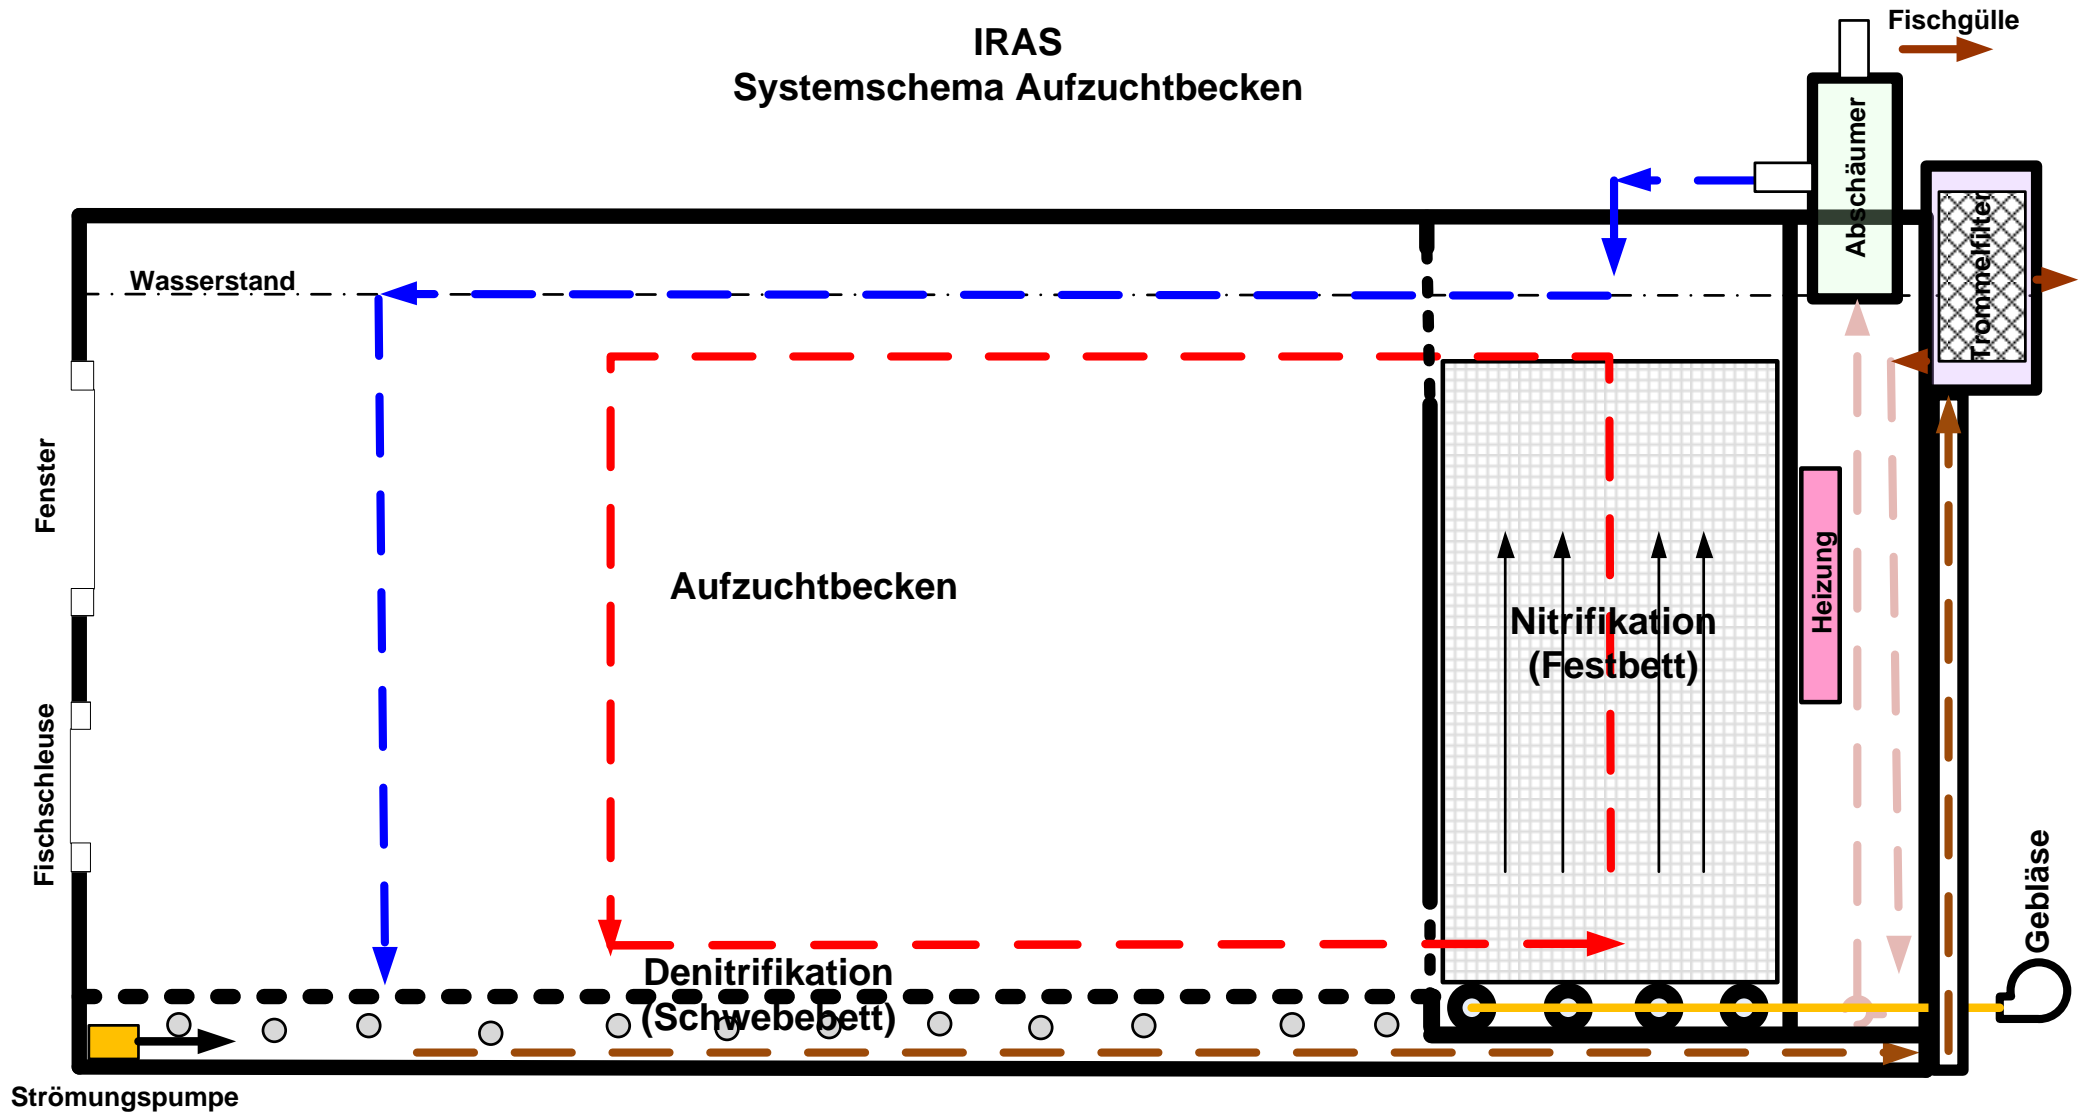 IRAS
Systemschema Aufzuchtbecken
Fischgülle
Abschäumer
Trommelfilter
Wasserstand
Fenster
Aufzuchtbecken
Nitrifikation
(Festbett)
Heizung
Fischschleuse
Gebläse
Denitrifikation
(Schwebebett)
Strömungspumpe